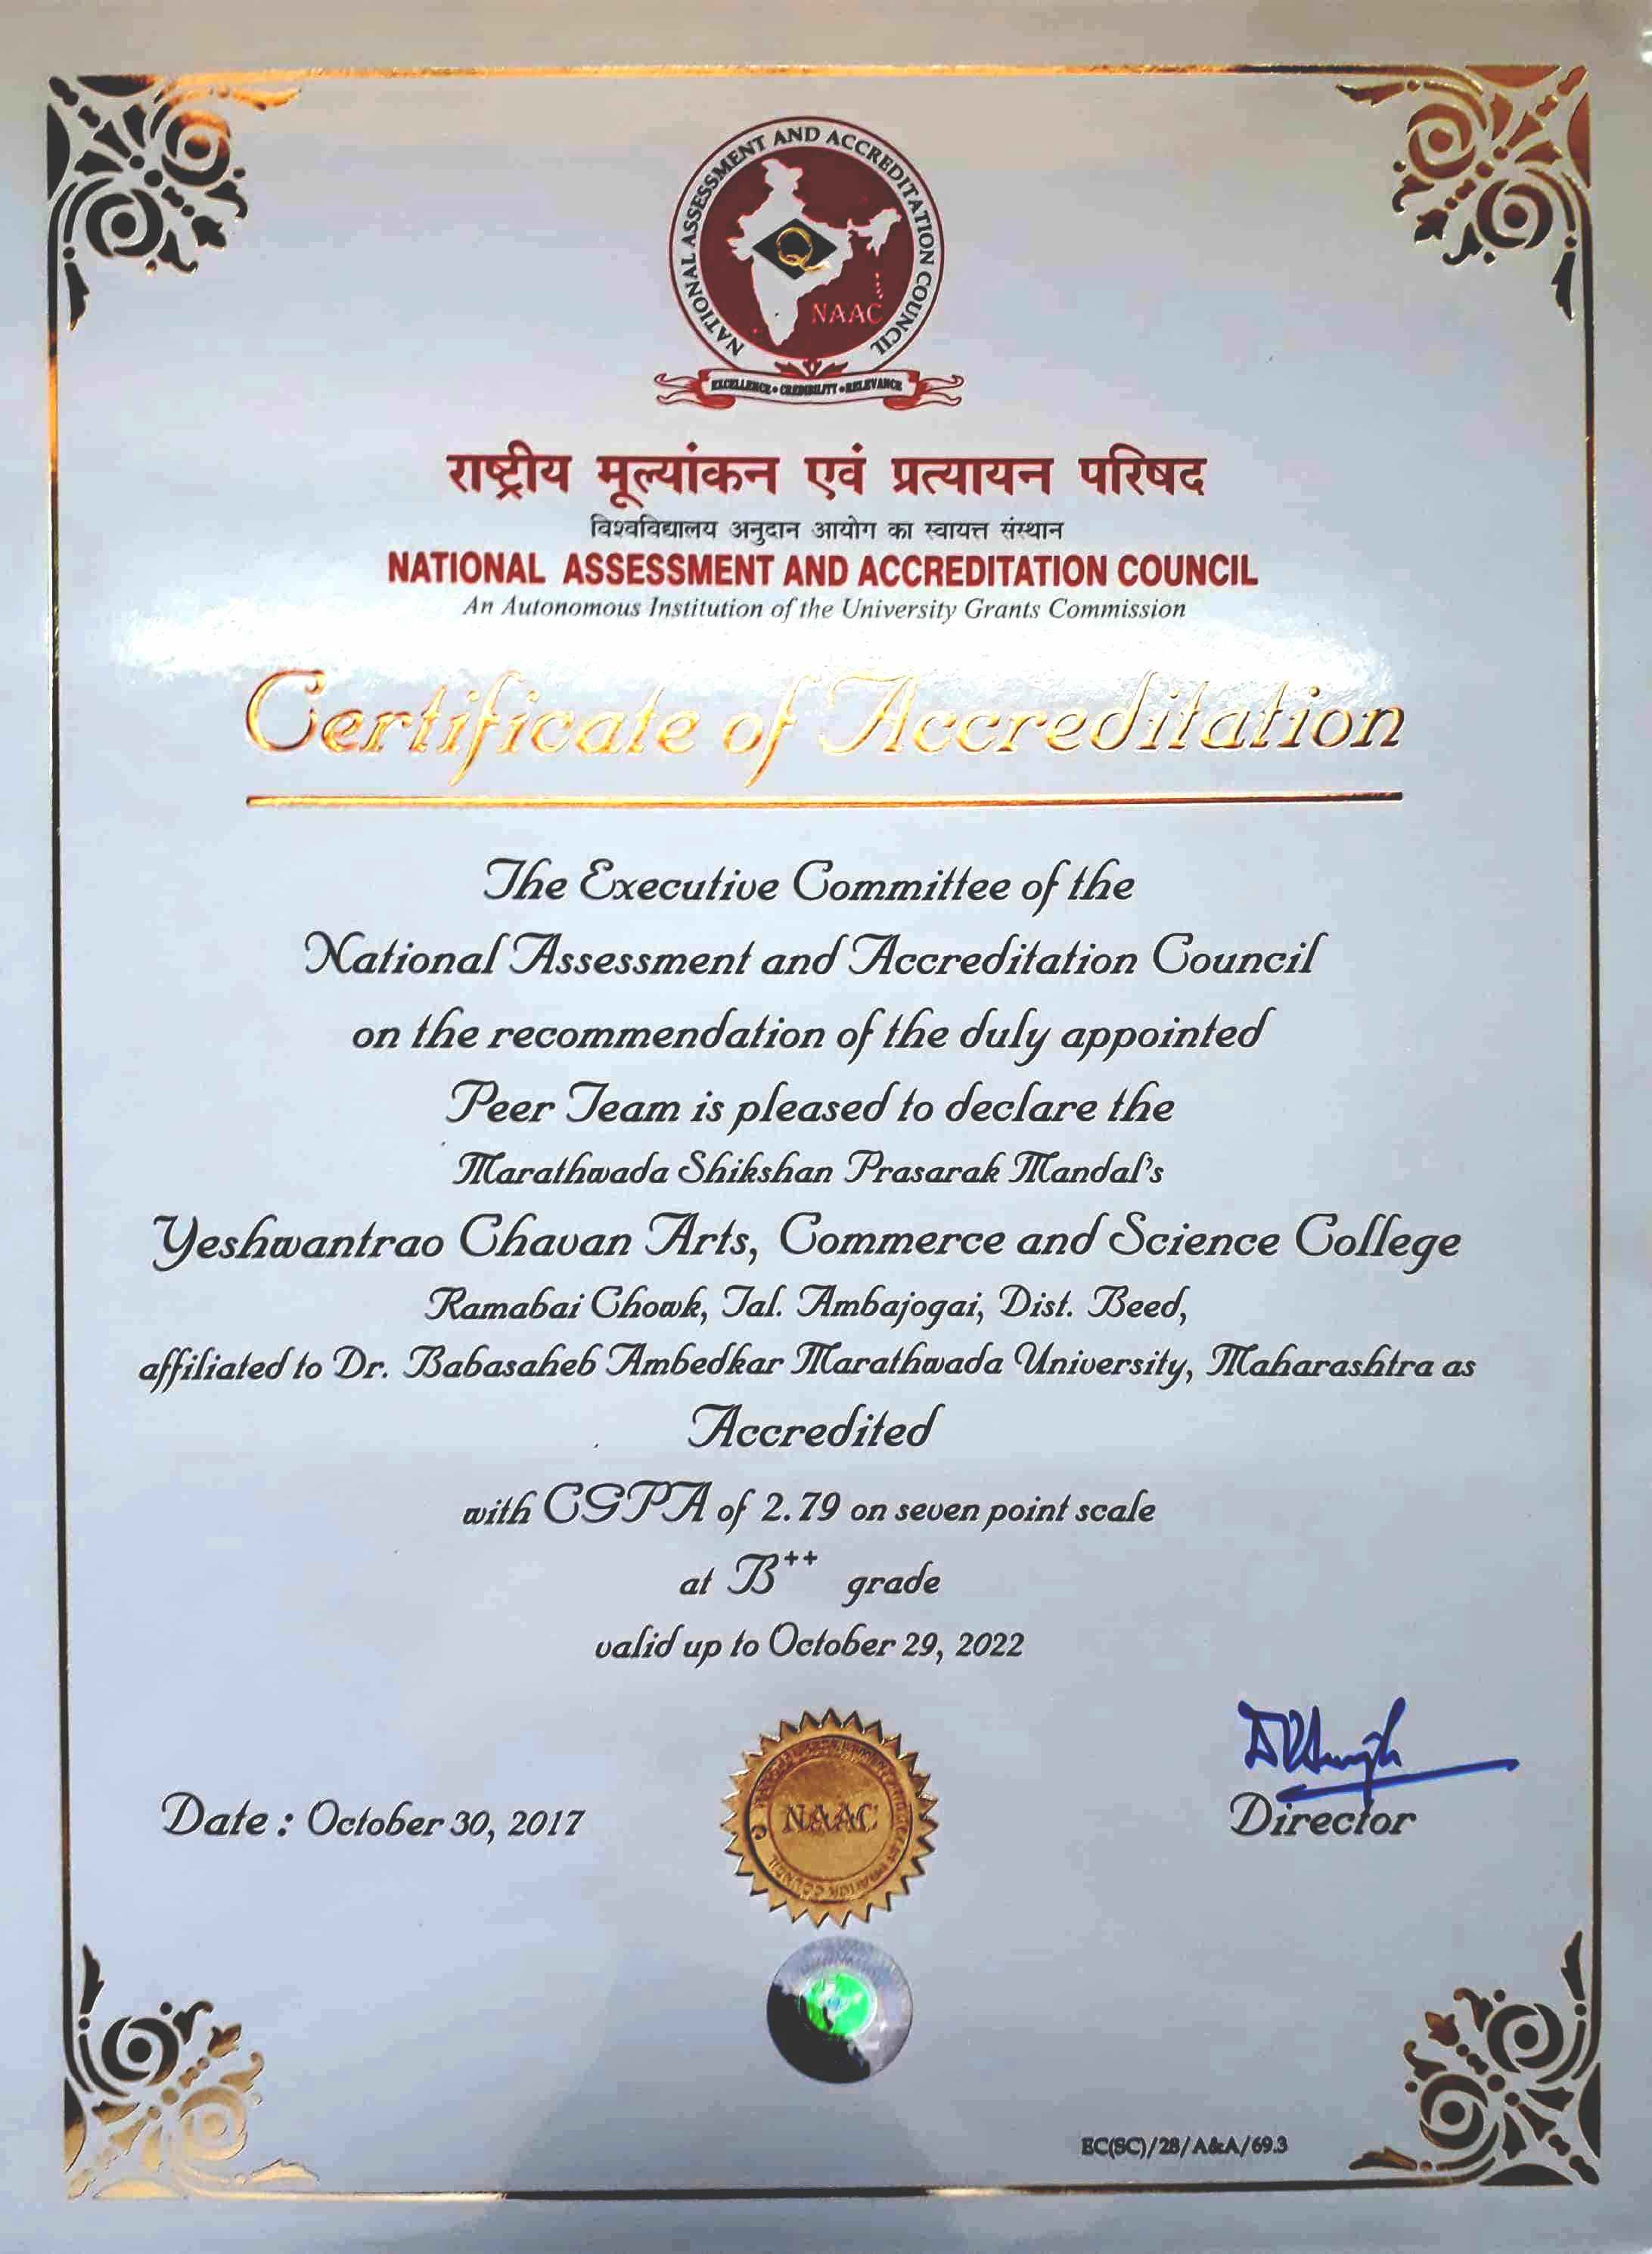 NATIONAL ASSESSMENT AND ACCREDITATION COUNCIL
Q
NAAC
EXCELLENCE • CREDIBILITY • RELEVANCE
राष्ट्रीय मूल्यांकन एवं प्रत्यायन परिषद
विश्वविद्यालय अनुदान आयोग का स्वायत्त संस्थान
NATIONAL ASSESSMENT AND ACCREDITATION COUNCIL
An Autonomous Institution of the University Grants Commission
Certificate of Accreditation
The Executive Committee of the
National Assessment and Accreditation Council
on the recommendation of the duly appointed
Peer Team is pleased to declare the
Marathwada Shikshan Prasarak Mandal's
Yeshwantrao Chavan Arts, Commerce and Science College
Ramabai Chowk, Tal. Ambajogai, Dist. Beed,
affiliated to Dr. Babasaheb Ambedkar Marathwada University, Maharashtra as
Accredited
with CGPA of 2.79 on seven point scale
at B++ grade
valid up to October 29, 2022
Date : October 30, 2017
NAAC
Director
EC(SC)/28/A&A/69.3